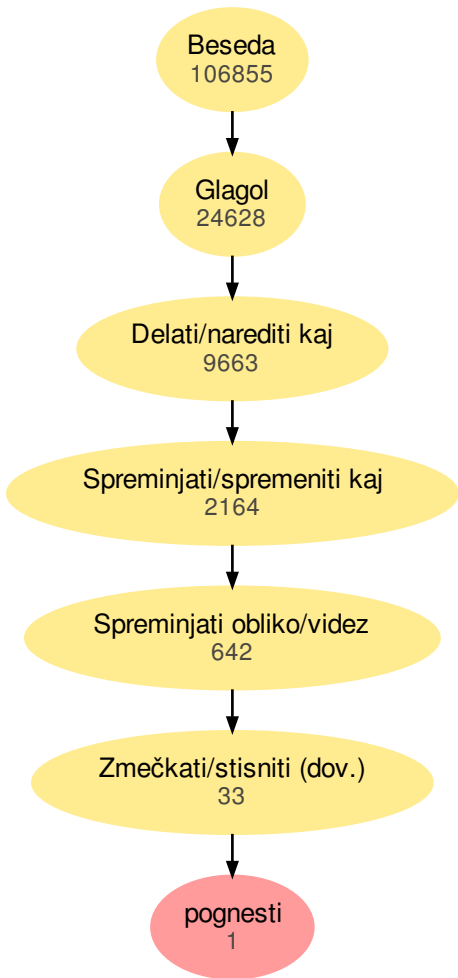 Beseda
106855
Glagol
24628
Delati/narediti kaj
9663
Spreminjati/spremeniti kaj
2164
Spreminjati obliko/videz
642
Zmečkati/stisniti (dov.)
33
pognesti
1